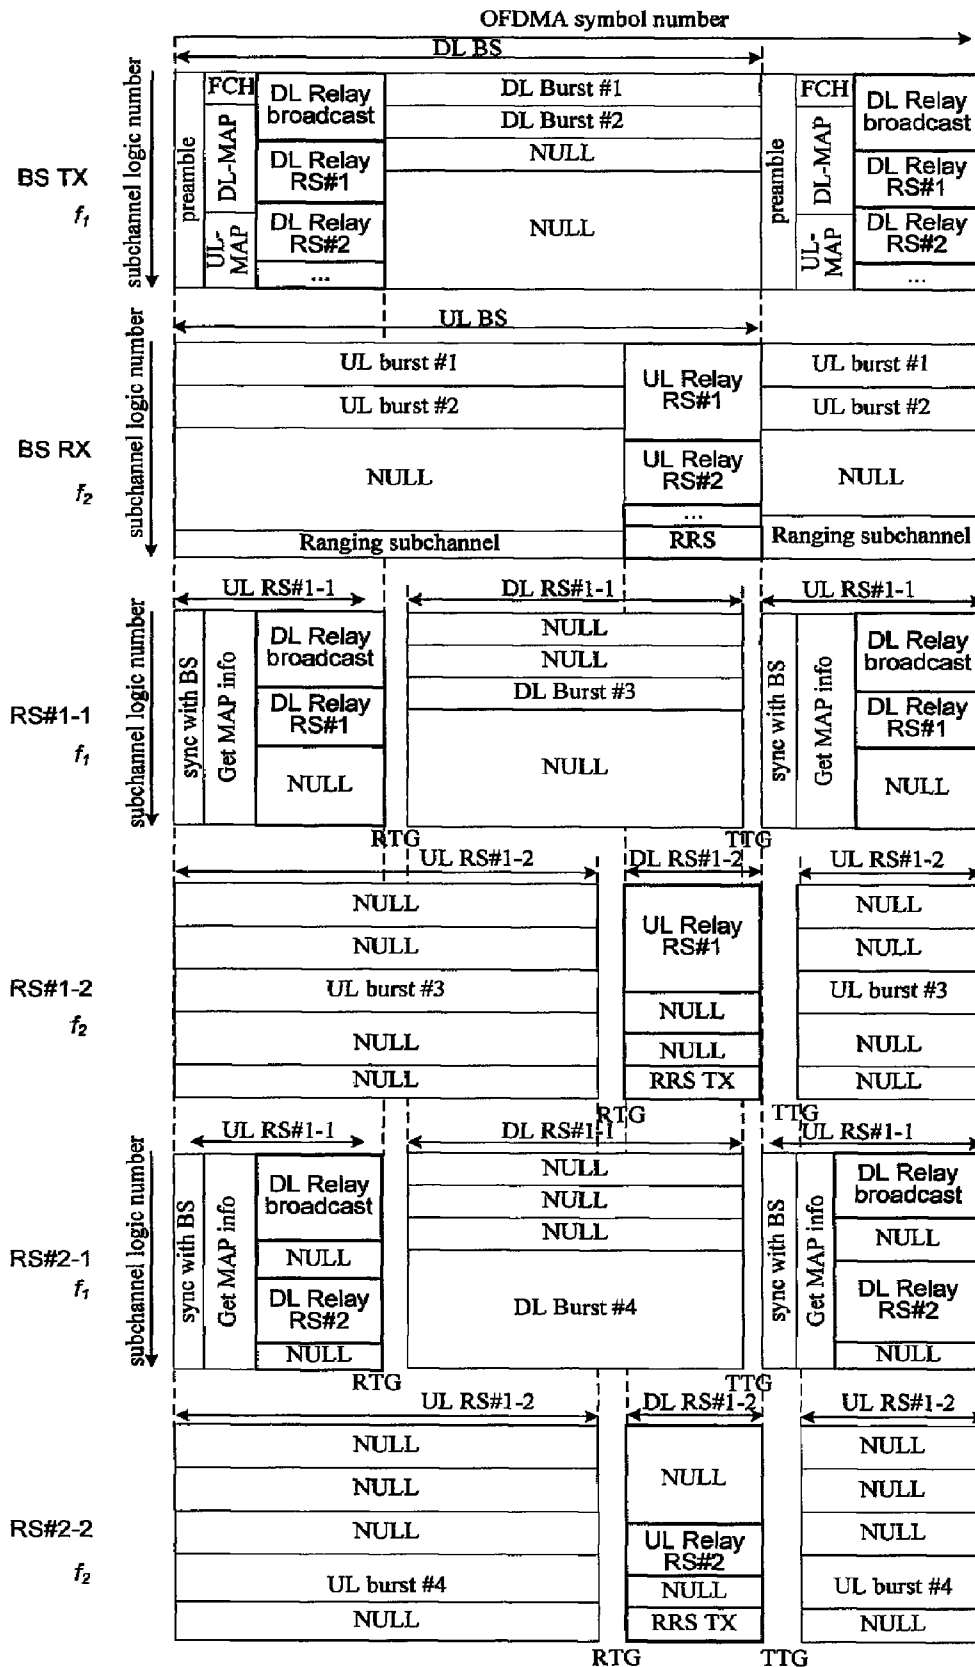 OFDMA symbol number
DL BS
subchannel logic number
BS TX
f1
preamble
FCH
DL-MAP
UL-
MAP
DL Relay
broadcast
DL Relay
RS#1
DL Relay
RS#2
...
DL Burst #1
DL Burst #2
NULL
NULL
preamble
FCH
DL-MAP
UL-
MAP
DL Relay
broadcast
DL Relay
RS#1
DL Relay
RS#2
...
UL BS
subchannel logic number
BS RX
f2
UL burst #1
UL burst #2
NULL
Ranging subchannel
UL Relay
RS#1
UL Relay
RS#2
...
RRS
UL burst #1
UL burst #2
NULL
Ranging subchannel
UL RS#1-1
DL RS#1-1
UL RS#1-1
subchannel logic number
RS#1-1
f1
sync with BS
Get MAP info
DL Relay
broadcast
DL Relay
RS#1
NULL
NULL
NULL
DL Burst #3
NULL
sync with BS
Get MAP info
DL Relay
broadcast
DL Relay
RS#1
NULL
RTG
TTG
UL RS#1-2
DL RS#1-2
UL RS#1-2
RS#1-2
f2
NULL
NULL
UL burst #3
NULL
NULL
UL Relay
RS#1
NULL
NULL
RRS TX
NULL
NULL
UL burst #3
NULL
NULL
RTG
TTG
UL RS#1-1
DL RS#1-1
UL RS#1-1
subchannel logic number
RS#2-1
f1
sync with BS
Get MAP info
DL Relay
broadcast
NULL
DL Relay
RS#2
NULL
NULL
NULL
NULL
DL Burst #4
sync with BS
Get MAP info
DL Relay
broadcast
NULL
DL Relay
RS#2
NULL
RTG
TTG
UL RS#1-2
DL RS#1-2
UL RS#1-2
RS#2-2
f2
NULL
NULL
NULL
UL burst #4
NULL
NULL
UL Relay
RS#2
NULL
RRS TX
NULL
NULL
NULL
UL burst #4
NULL
RTG
TTG